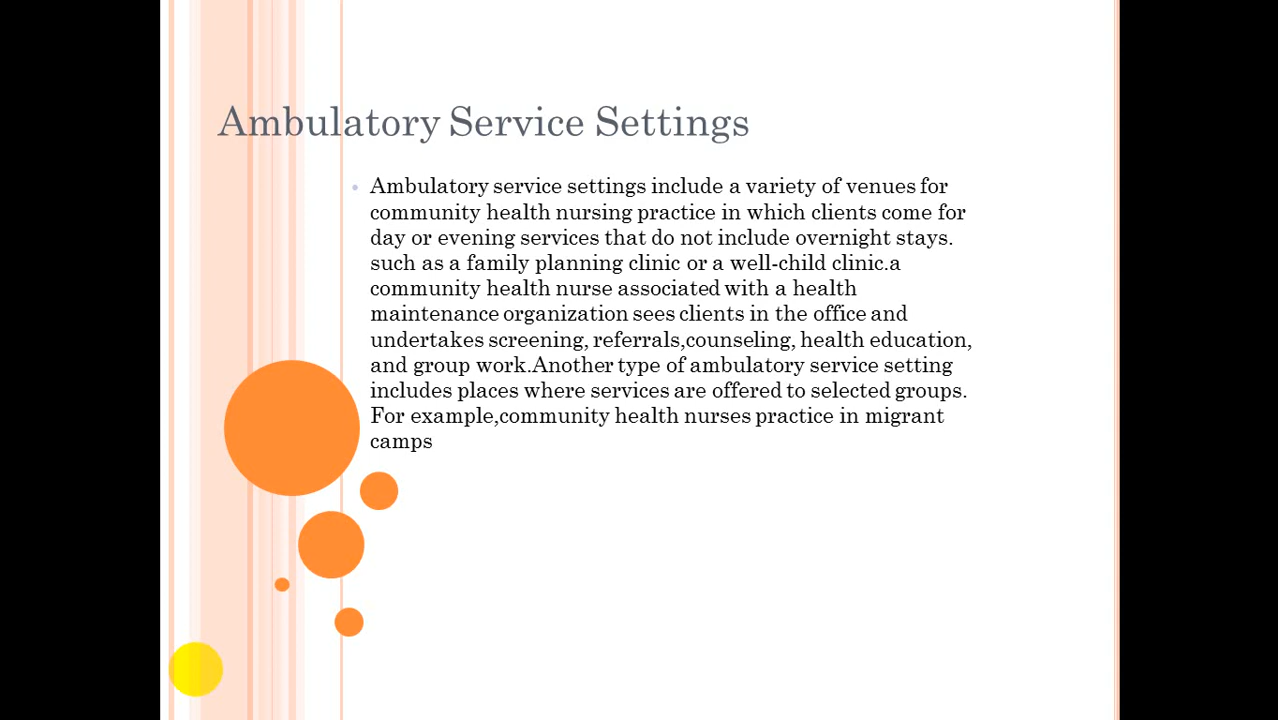 Ambulatory Service Settings
• Ambulatory service settings include a variety of venues for
community health nursing practice in which clients come for
day or evening services that do not include overnight stays.
such as a family planning clinic or a well-child clinic.a
community health nurse associated with a health
maintenance organization sees clients in the office and
undertakes screening, referrals,counseling, health education,
and group work.Another type of ambulatory service setting
includes places where services are offered to selected groups.
For example,community health nurses practice in migrant
camps